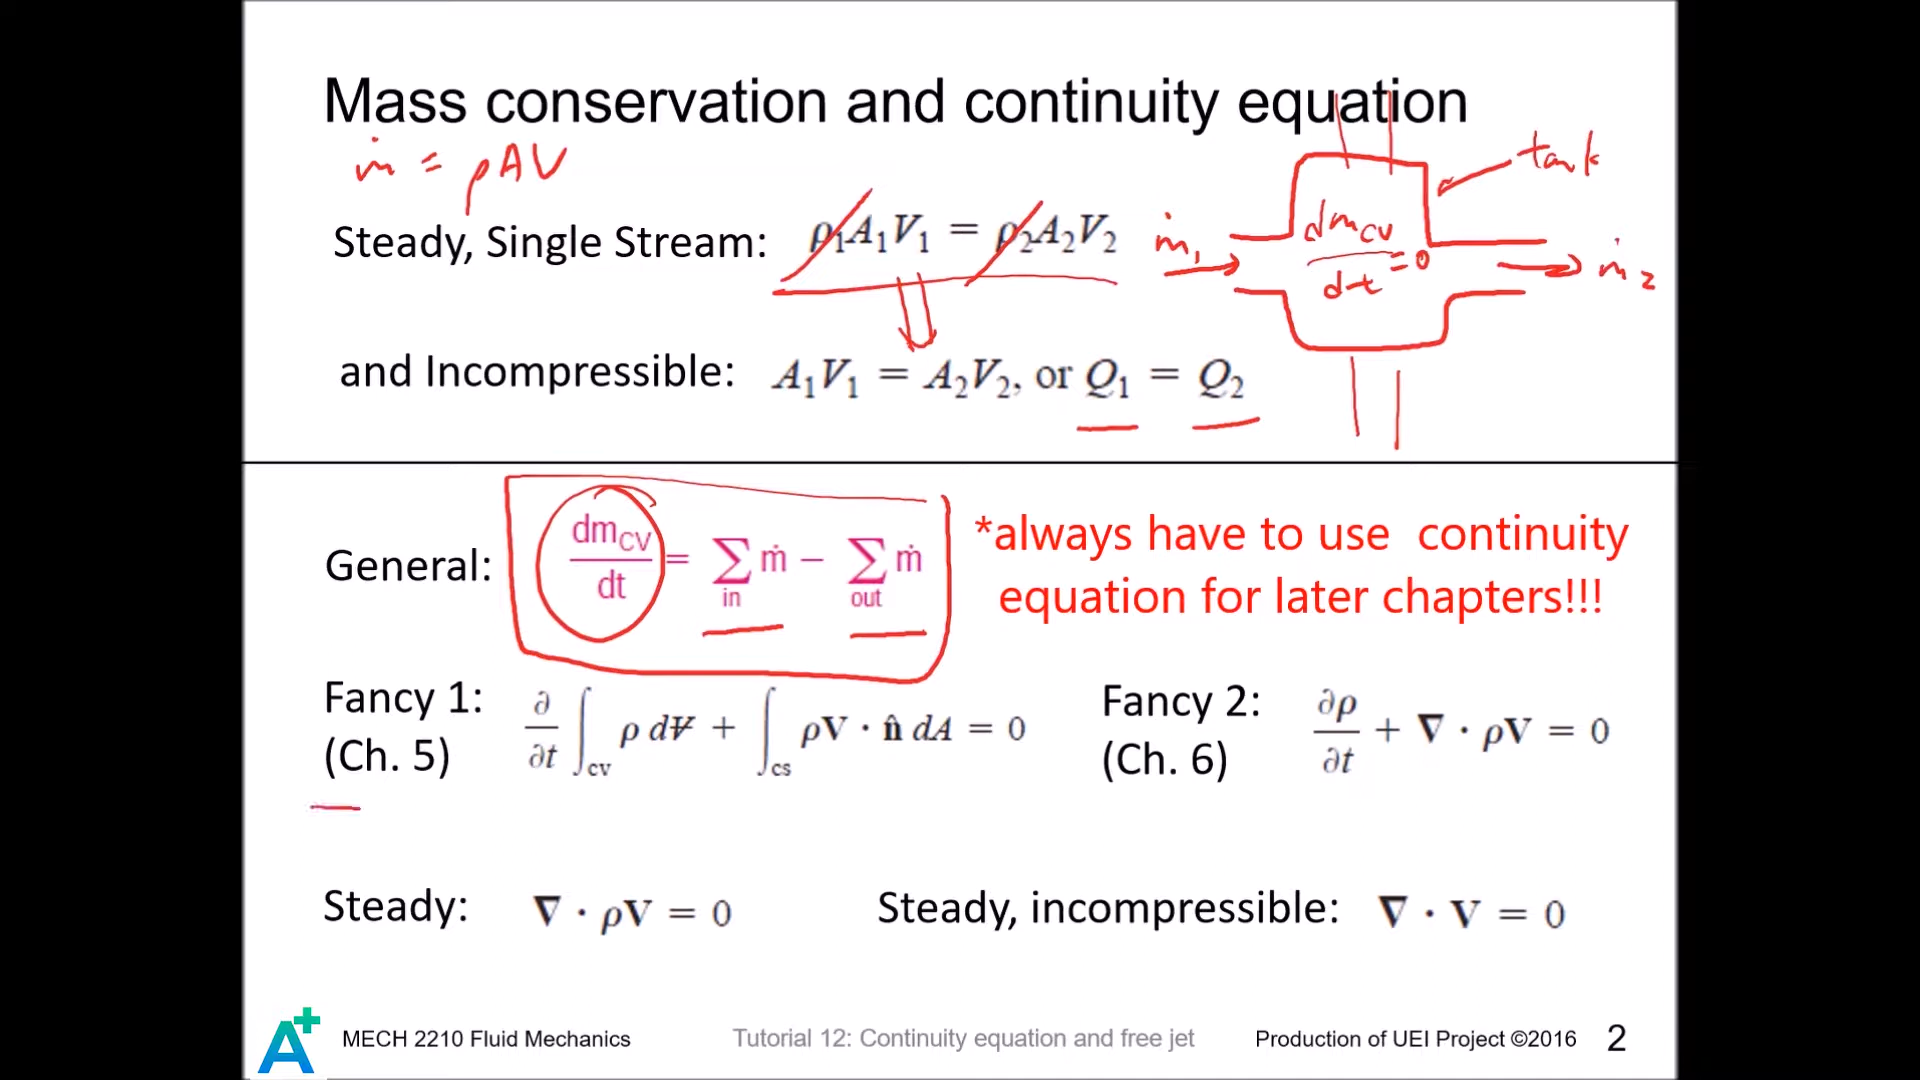 Mass conservation and continuity equation
ṁ = ρAV
tank
Steady, Single Stream: ρ₁A₁V₁ = ρ₂A₂V₂
ṁ₁
dm_CV/dt = 0
ṁ₂
and Incompressible: A₁V₁ = A₂V₂, or Q₁ = Q₂
General: dm_CV/dt = ∑_in ṁ − ∑_out ṁ
*always have to use continuity
equation for later chapters!!!
Fancy 1: ∂/∂t ∫_cv ρ dV̶ + ∫_cs ρV · n̂ dA = 0
(Ch. 5)
Fancy 2: ∂ρ/∂t + ∇ · ρV = 0
(Ch. 6)
Steady: ∇ · ρV = 0
Steady, incompressible: ∇ · V = 0
A+
MECH 2210 Fluid Mechanics
Tutorial 12: Continuity equation and free jet
Production of UEI Project ©2016
2